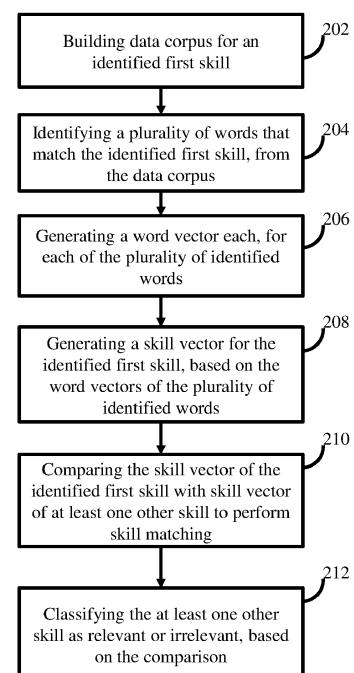 202
Building data corpus for an
identified first skill
204
Identifying a plurality of words that
match the identified first skill, from
the data corpus
206
Generating a word vector each, for
each of the plurality of identified
words
208
Generating a skill vector for the
identified first skill, based on the
word vectors of the plurality of
identified words
210
Comparing the skill vector of the
identified first skill with skill vector
of at least one other skill to perform
skill matching
212
Classifying the at least one other
skill as relevant or irrelevant, based
on the comparison